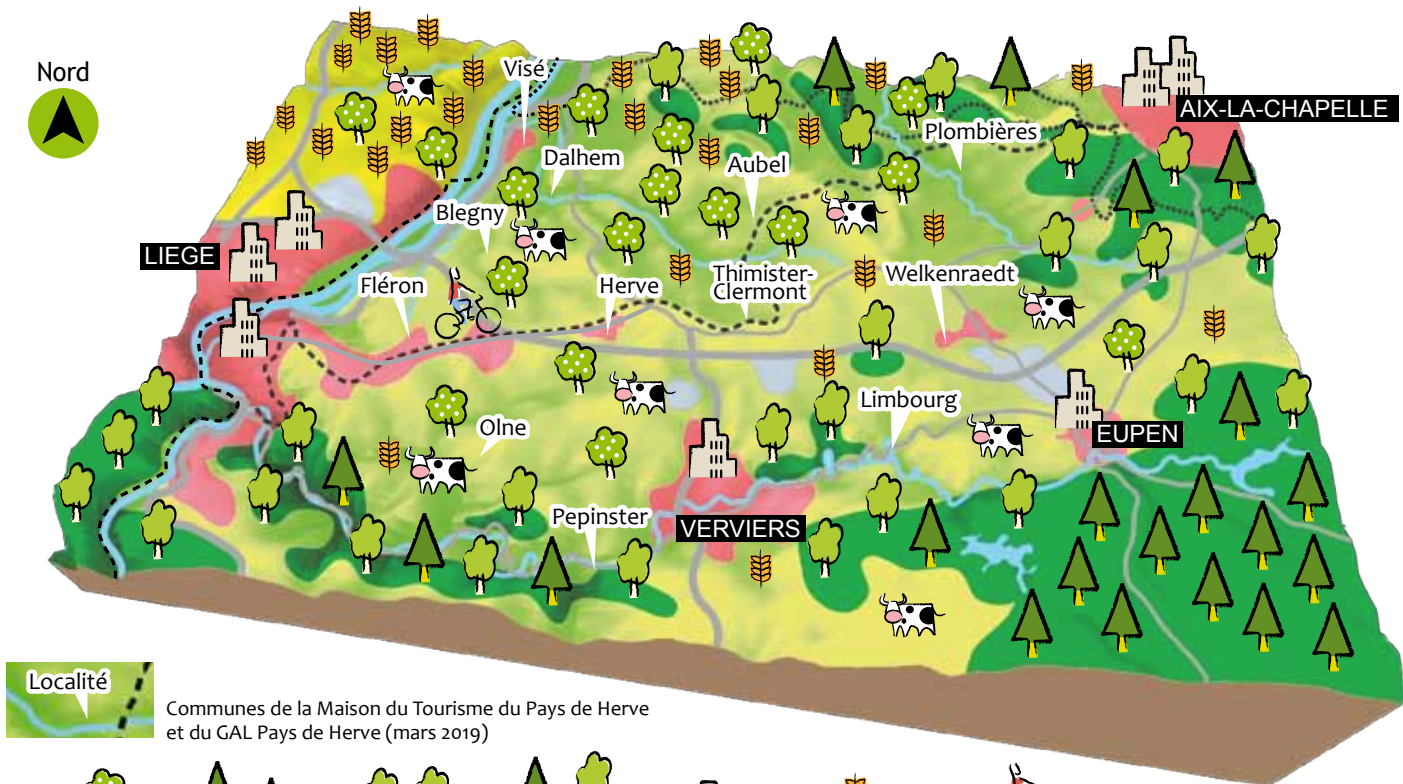 Nord
Visé
AIX-LA-CHAPELLE
Plombières
Dalhem
Aubel
Blegny
LIEGE
Fléron
Herve
Thimister-
Clermont
Welkenraedt
Limbourg
Olne
EUPEN
Pepinster
VERVIERS
Localité
Communes de la Maison du Tourisme du Pays de Herve
et du GAL Pays de Herve (mars 2019)